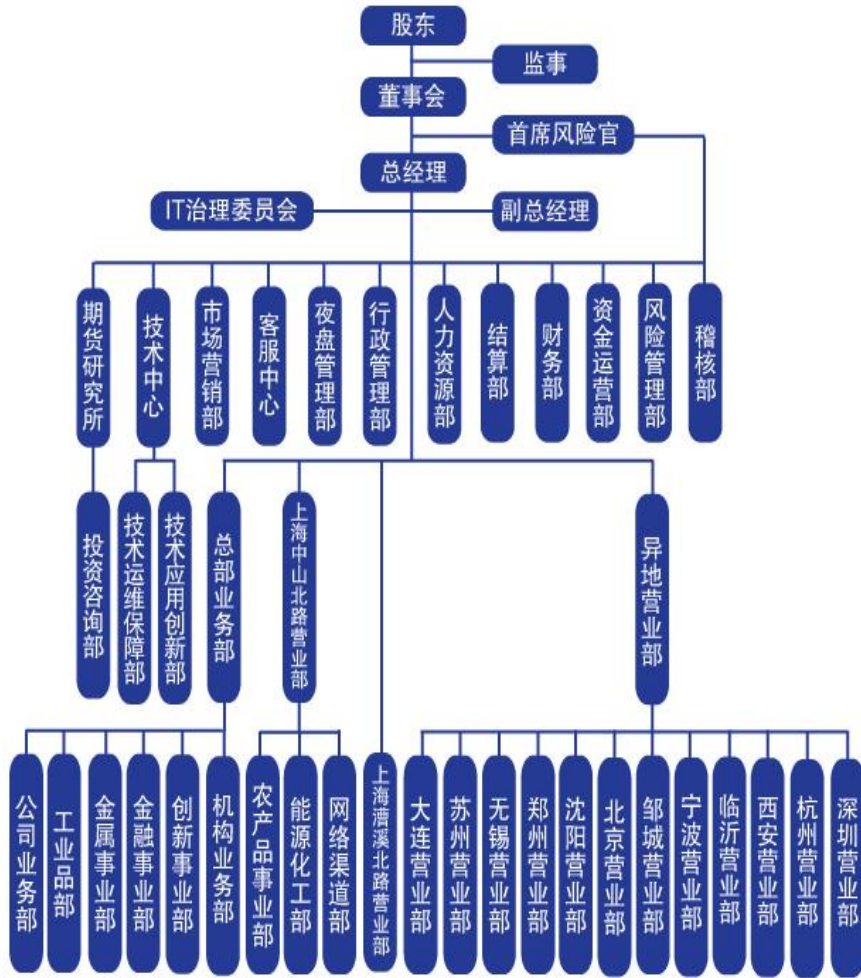 股东
监事
董事会
首席风险官
总经理
IT治理委员会
副总经理
期货研究所
技术中心
市场营销部
客服中心
夜盘管理部
行政管理部
人力资源部
结算部
财务部
资金运营部
风险管理部
稽核部
投资咨询部
技术运维保障部
技术应用创新部
总部业务部
上海中山北路营业部
异地营业部
公司业务部
工业品部
金属事业部
金融事业部
创新事业部
机构业务部
农产品事业部
能源化工部
网络渠道部
上海漕溪北路营业部
大连营业部
苏州营业部
无锡营业部
郑州营业部
沈阳营业部
北京营业部
邹城营业部
宁波营业部
临沂营业部
西安营业部
杭州营业部
深圳营业部